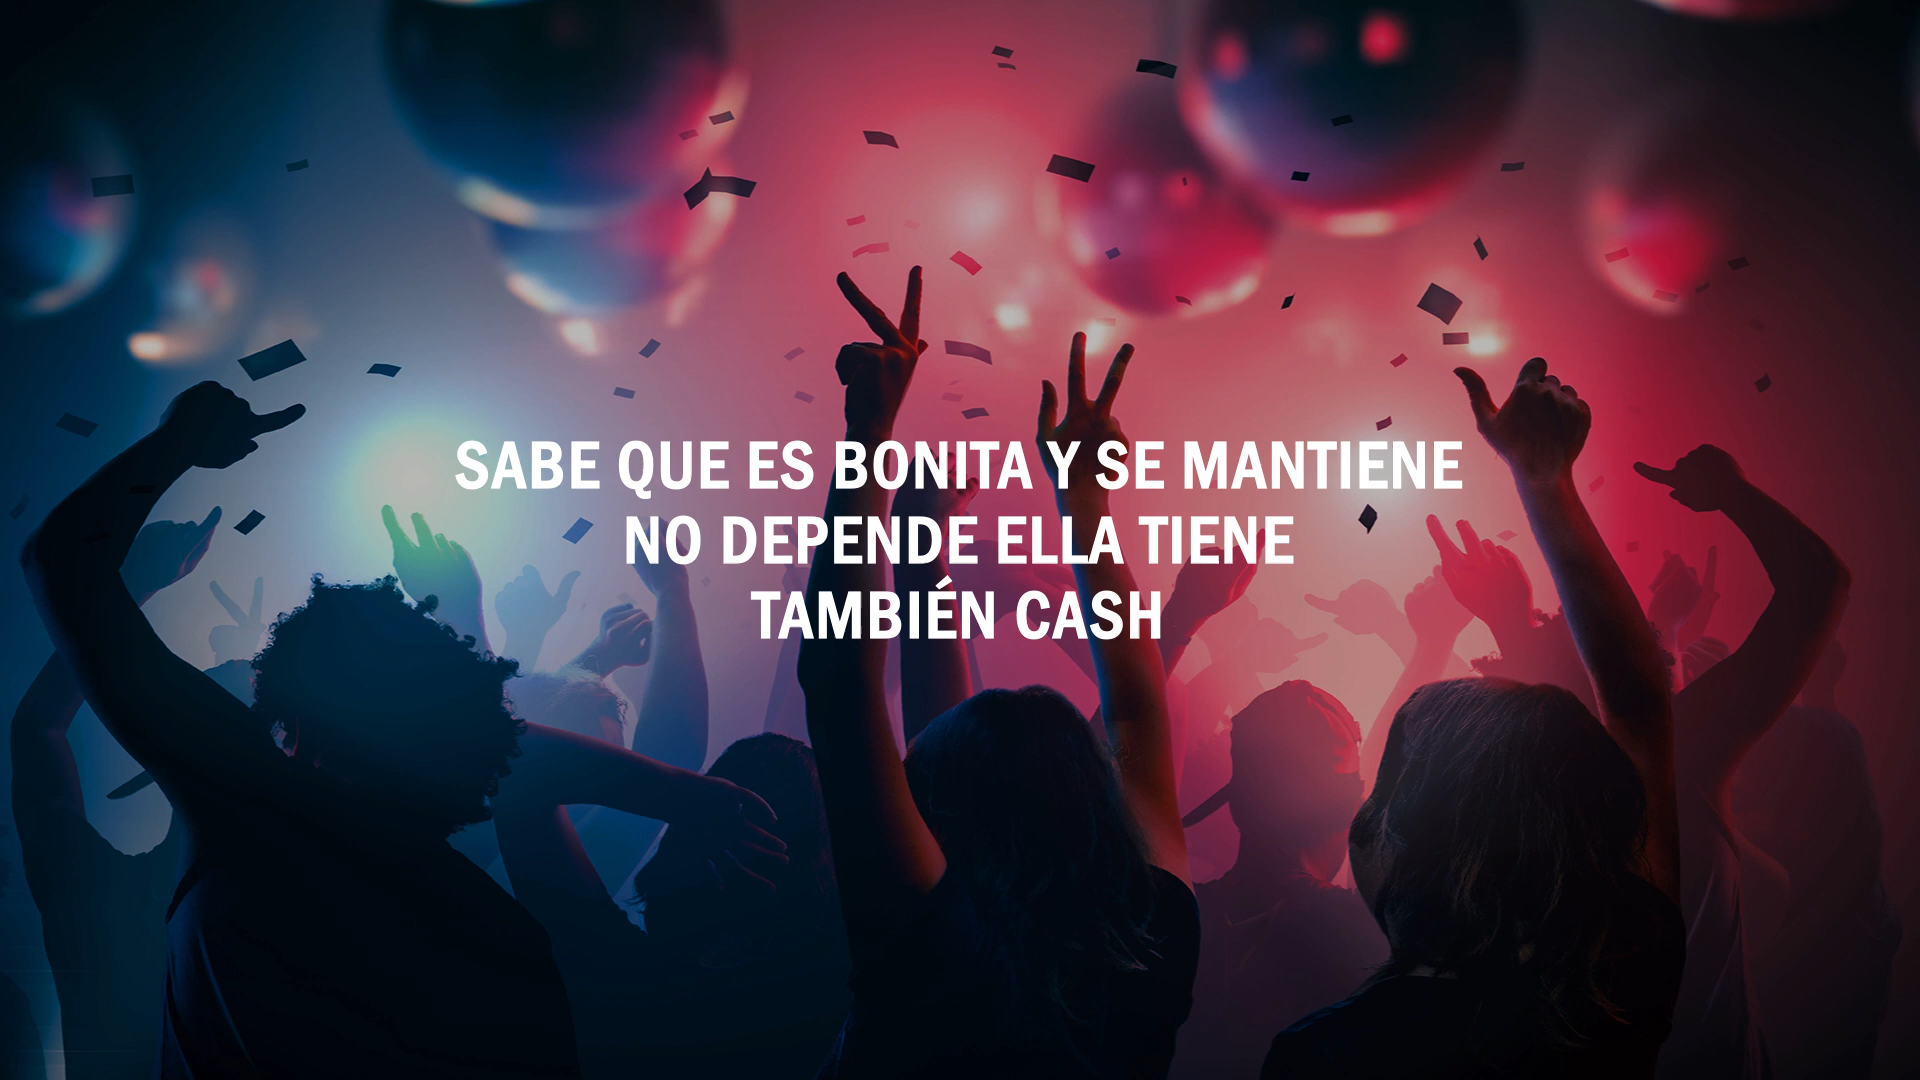 SABE QUE ES BONITA Y SE MANTIENE
NO DEPENDE ELLA TIENE
TAMBIÉN CASH